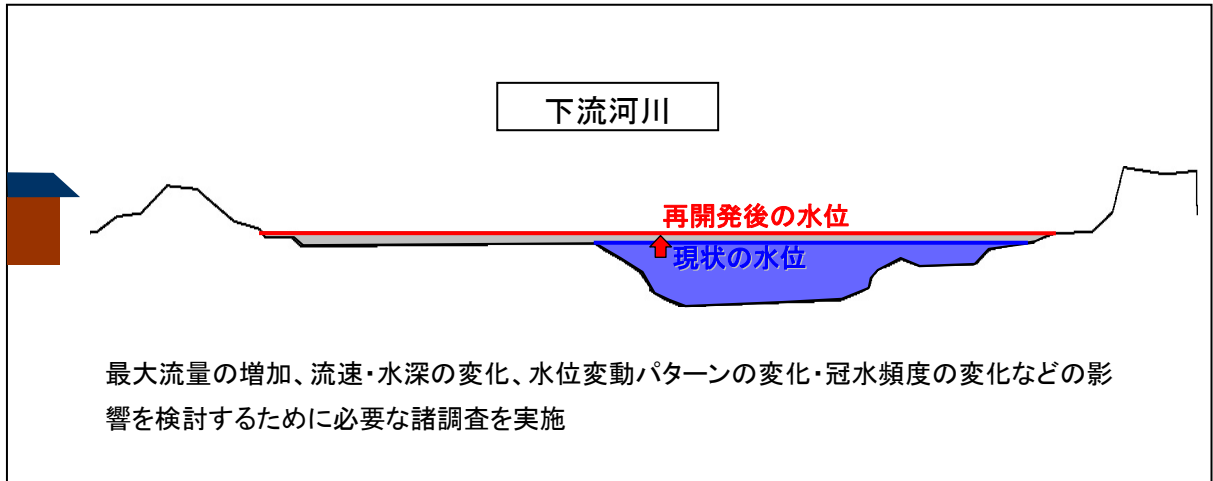 下流河川
再開発後の水位
現状の水位
最大流量の増加、流速・水深の変化、水位変動パターンの変化・冠水頻度の変化などの影
響を検討するために必要な諸調査を実施